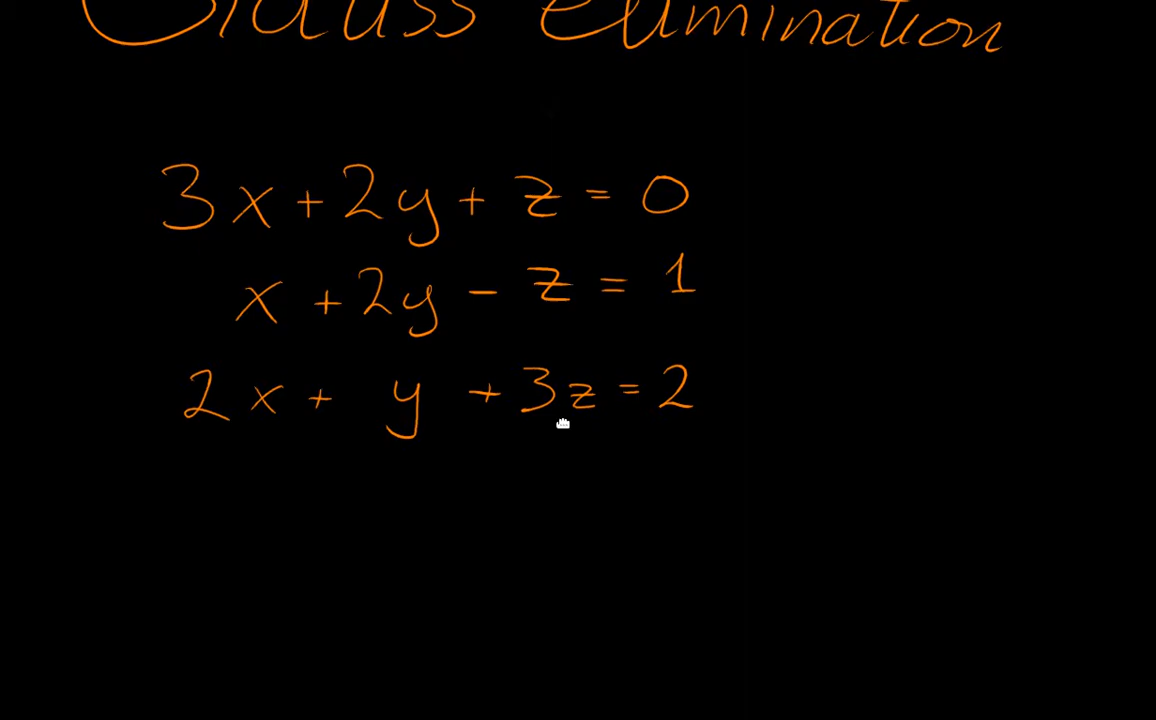 Gauss Elimination
3x + 2y + z = 0
x + 2y - z = 1
2x + y + 3z = 2